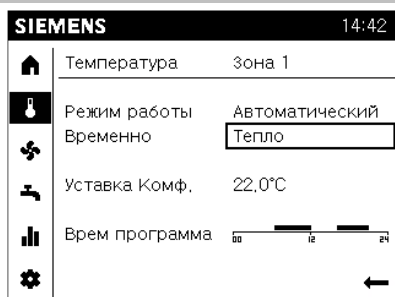 SIEMENS 14:42
Температура Зона 1
Режим работы Автоматический
Временно Тепло
Уставка Комф. 22,0°C
Врем программа 00 12 24